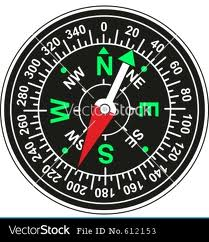 320 340 0 20 40
300 60
280 80
260 100
240 120
220 200 180 160 140
N
NW NE
VectorStock
W E
SW SE
S
VectorStock File ID No. 612153